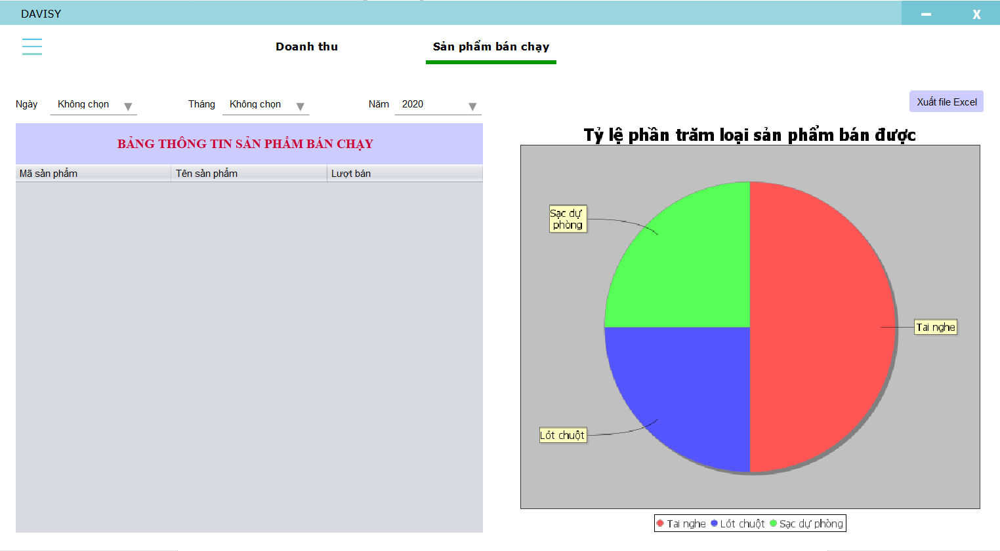 DAVISY
X
Doanh thu
Sản phẩm bán chạy
Ngày
Không chọn
Tháng
Không chọn
Năm
2020
Xuất file Excel
BẢNG THÔNG TIN SẢN PHẨM BÁN CHẠY
Mã sản phẩm
Tên sản phẩm
Lượt bán
Tỷ lệ phần trăm loại sản phẩm bán được
Sạc dự
phòng
Tai nghe
Lót chuột
Tai nghe Lót chuột Sạc dự phòng